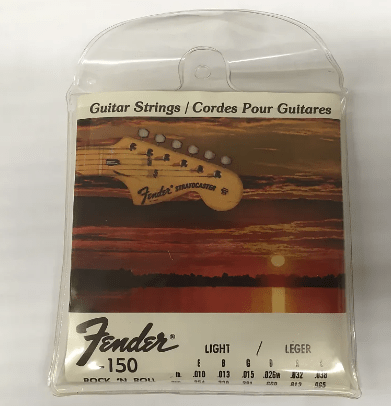 Guitar Strings / Cordes Pour Guitares
Fender STRATOCASTER
Fender®
-150
LIGHT / LEGER
E B G D A E
in. .010 .013 .015 .026W .032 .038
ROCK 'N ROLL